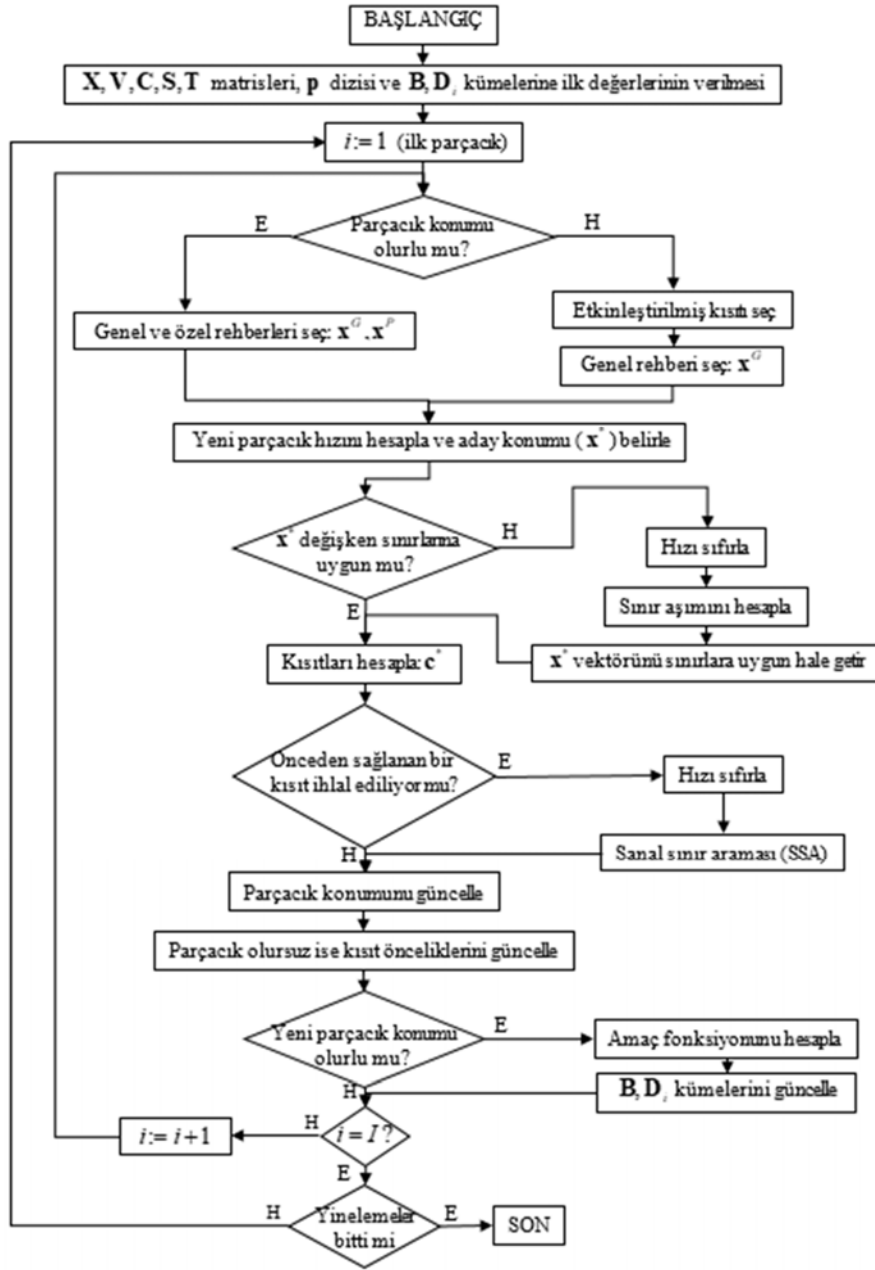 BAŞLANGIÇ
X, V, C, S, T matrisleri, p dizisi ve B, D_i kümelerine ilk değerlerinin verilmesi
i:= 1 (ilk parçacık)
Parçacık konumu
olurlu mu?
E
H
Etkinleştirilmiş kısıtı seç
Genel ve özel rehberleri seç: x^G, x^P
Genel rehberi seç: x^G
Yeni parçacık hızını hesapla ve aday konumu (x*) belirle
x* değişken sınırlarına
uygun mu?
H
E
Hızı sıfırla
Sınır aşımını hesapla
x* vektörünü sınırlara uygun hale getir
Kısıtları hesapla: c*
Önceden sağlanan bir
kısıt ihlal ediliyor mu?
E
H
Hızı sıfırla
Sanal sınır araması (SSA)
Parçacık konumunu güncelle
Parçacık olursuz ise kısıt önceliklerini güncelle
Yeni parçacık konumu
olurlu mu?
E
H
Amaç fonksiyonunu hesapla
B, D_i kümelerini güncelle
i = I?
H
E
i:= i+1
Yinelemeler
bitti mi
H
E
SON